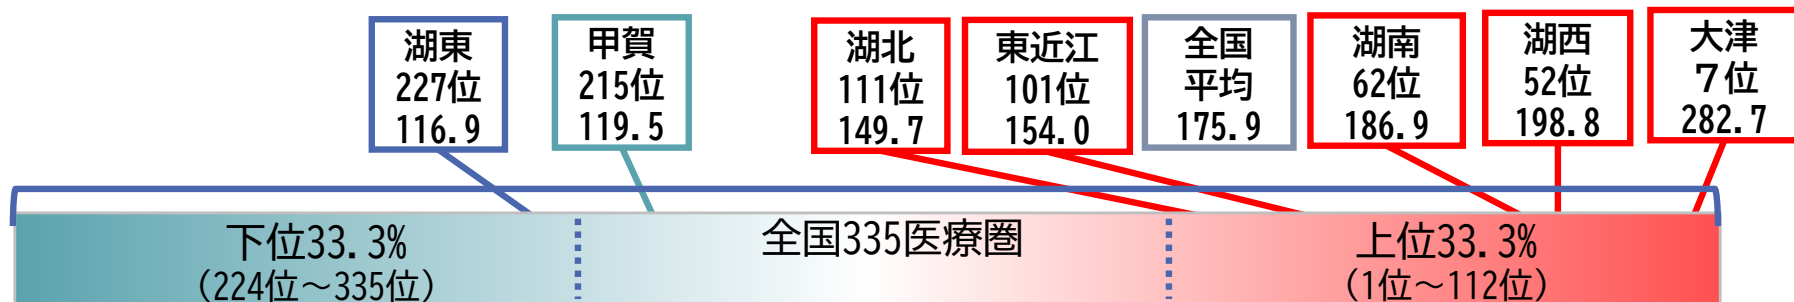 湖東
227位
116.9
甲賀
215位
119.5
湖北
111位
149.7
東近江
101位
154.0
全国
平均
175.9
湖南
62位
186.9
湖西
52位
198.8
大津
７位
282.7
下位33.3%
(224位～335位)
全国335医療圏
上位33.3%
(1位～112位)